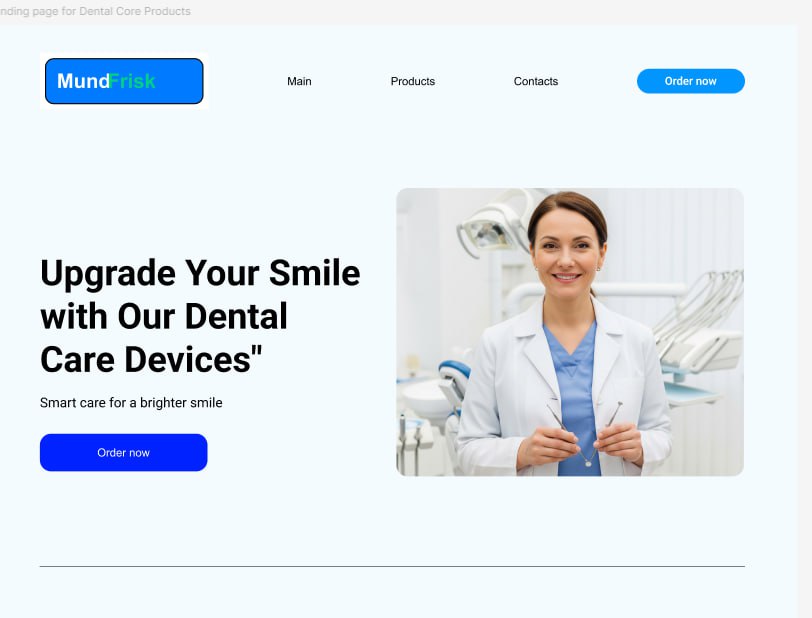 nding page for Dental Core Products
MundFrisk
Main
Products
Contacts
Order now
Upgrade Your Smile
with Our Dental
Care Devices"
Smart care for a brighter smile
Order now